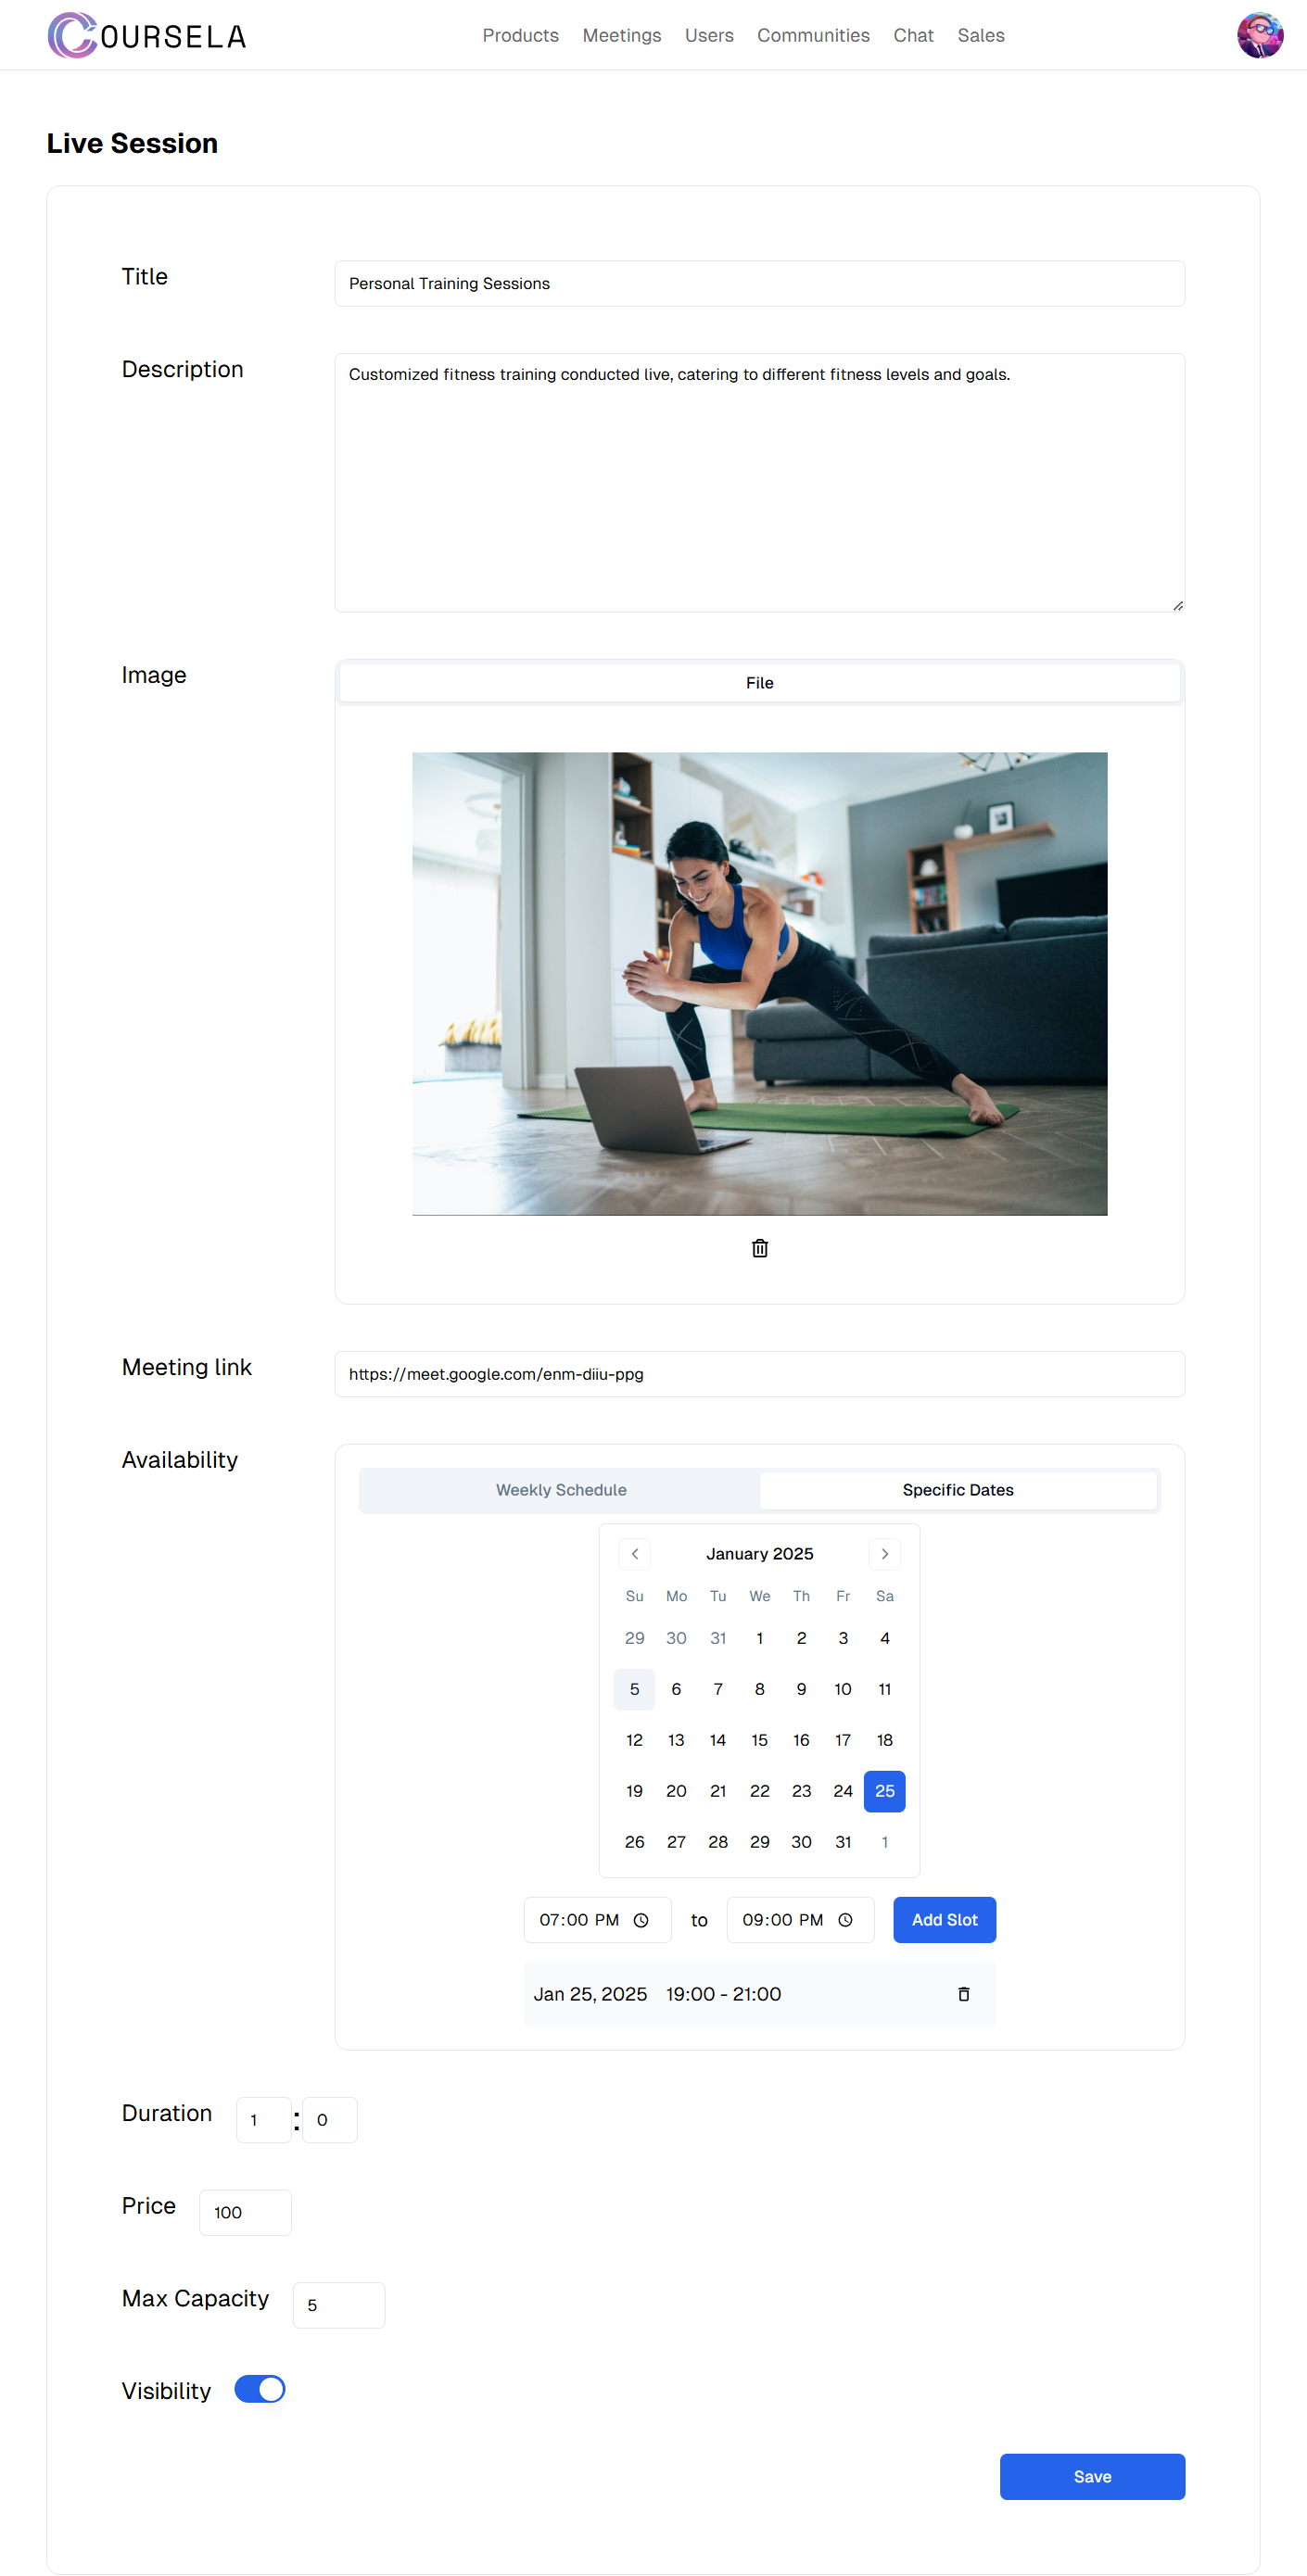 COURSELA
Products Meetings Users Communities Chat Sales
Live Session
Title
Personal Training Sessions
Description
Customized fitness training conducted live, catering to different fitness levels and goals.
Image
File
Meeting link
https://meet.google.com/enm-diiu-ppg
Availability
Weekly Schedule Specific Dates
January 2025
Su Mo Tu We Th Fr Sa
29 30 31 1 2 3 4
5 6 7 8 9 10 11
12 13 14 15 16 17 18
19 20 21 22 23 24 25
26 27 28 29 30 31 1
07:00 PM to 09:00 PM Add Slot
Jan 25, 2025 19:00 - 21:00
Duration 1 : 0
Price 100
Max Capacity 5
Visibility
Save